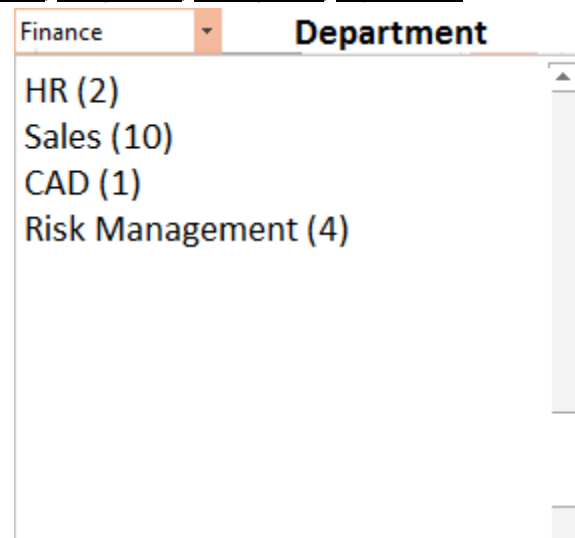 Finance
Department
HR (2)
Sales (10)
CAD (1)
Risk Management (4)